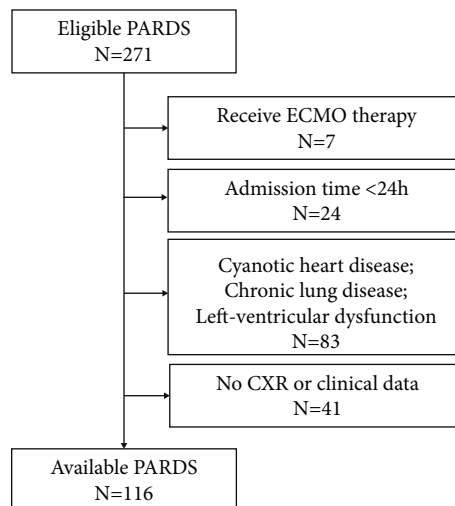 Eligible PARDS
N=271
Receive ECMO therapy
N=7
Admission time <24h
N=24
Cyanotic heart disease;
Chronic lung disease;
Left-ventricular dysfunction
N=83
No CXR or clinical data
N=41
Available PARDS
N=116